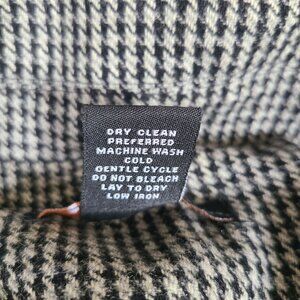 DRY CLEAN
PREFERRED
MACHINE WASH
COLD
GENTLE CYCLE
DO NOT BLEACH
LAY TO DRY
LOW IRON